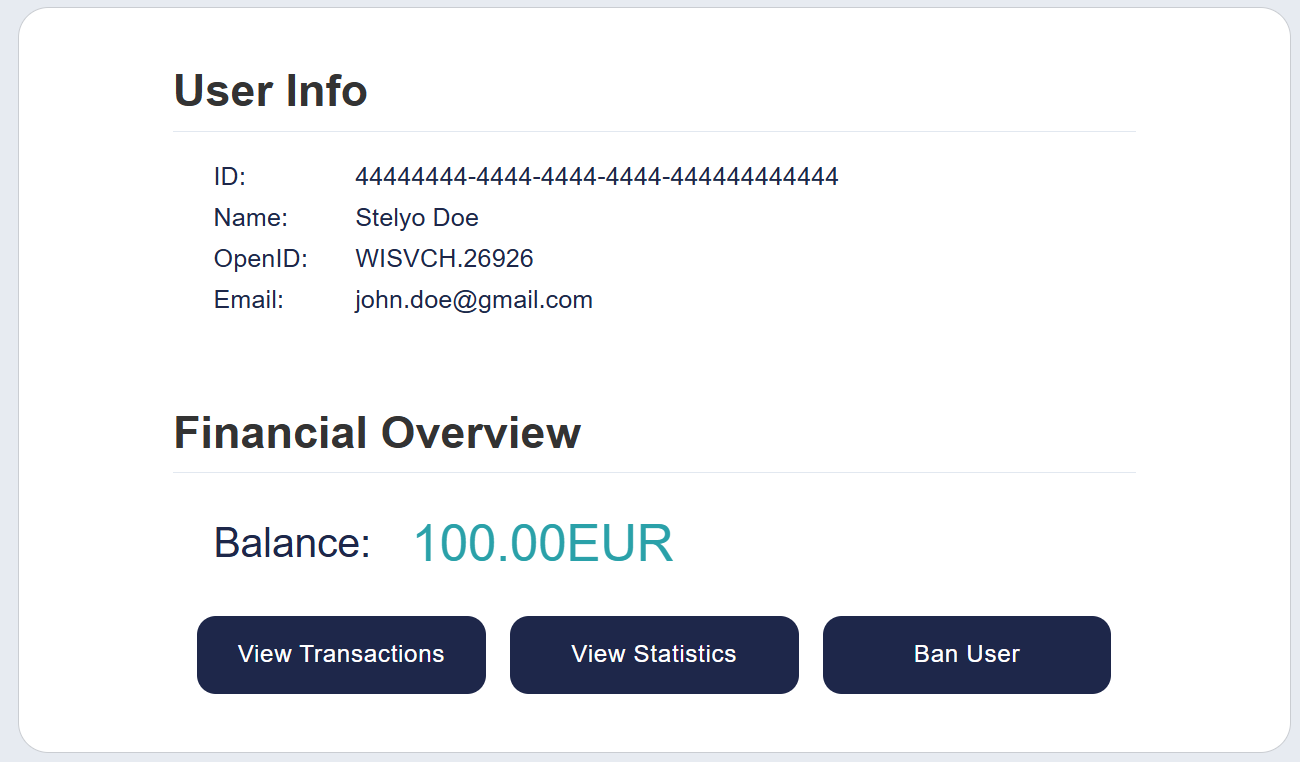 User Info
ID: 44444444-4444-4444-4444-444444444444
Name: Stelyo Doe
OpenID: WISVCH.26926
Email: john.doe@gmail.com
Financial Overview
Balance: 100.00EUR
View Transactions View Statistics Ban User